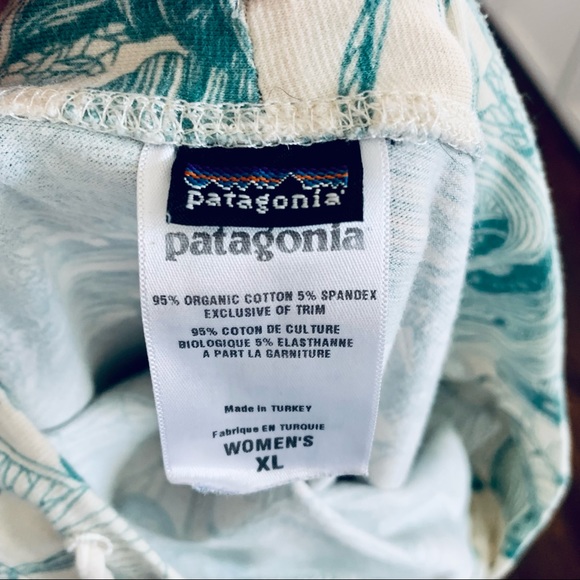 patagonia
patagonia
95% ORGANIC COTTON 5% SPANDEX
EXCLUSIVE OF TRIM
95% COTON DE CULTURE
BIOLOGIQUE 5% ELASTHANNE
A PART LA GARNITURE
Made in TURKEY
Fabrique EN TURQUIE
WOMEN'S
XL